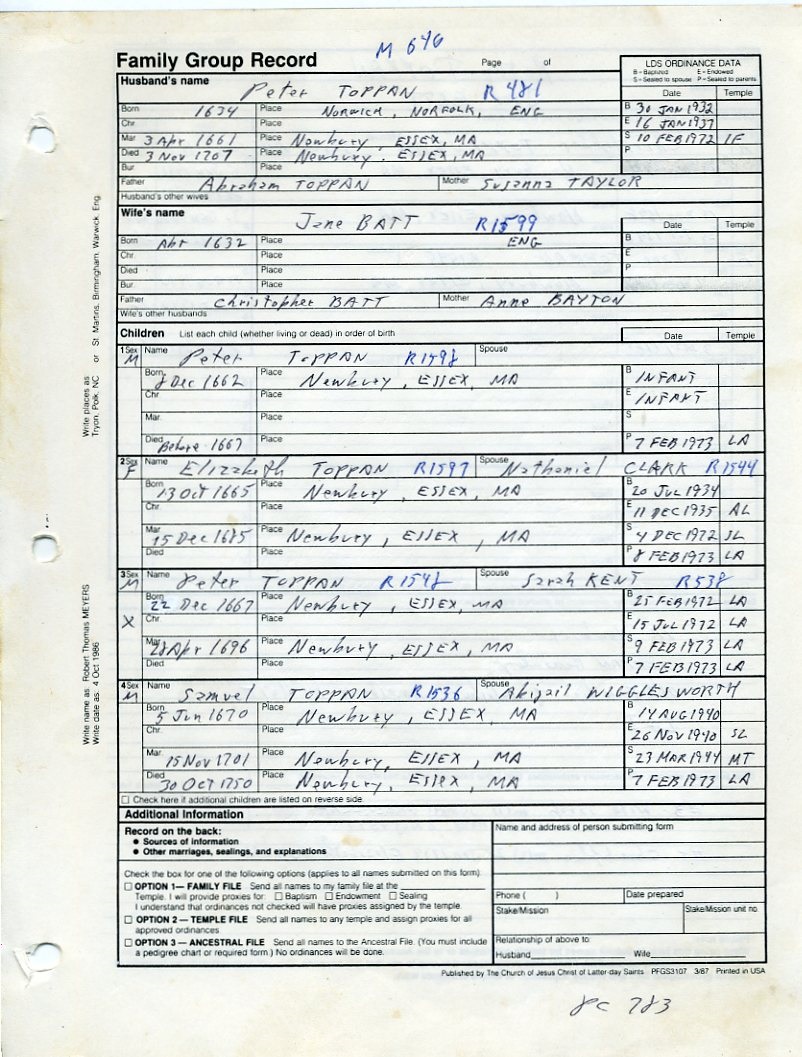 M 646
Family Group Record
Page of
LDS ORDINANCE DATA
B = Baptized E = Endowed
S = Sealed to spouse P = Sealed to parents
Husband's name
Peter TOPPAN R 481
Date Temple
Born 1634 Place Norwich, NORFOLK, ENG B 30 JAN 1932
Chr. Place E 16 JAN 1937
Mar. 3 Apr 1661 Place Newbury ESSEX, MA S 10 FEB 1972 IF
Died 3 Nov 1707 Place Newbury, ESSEX, MA P
Bur. Place
Father Abraham TOPPAN Mother Susanna TAYLOR
Husband's other wives
Wife's name
Jane BATT R1599
Date Temple
Born Abt 1632 Place ENG B
Chr. Place E
Died Place P
Bur. Place
Father Christopher BATT Mother Anne BAYTON
Wife's other husbands
Children List each child (whether living or dead) in order of birth
Date Temple
1 Sex M Name Peter TOPPAN R1598 Spouse
Born 8 Dec 1662 Place Newbury, ESSEX, MA B INFANT
Chr. Place E INFANT
Mar. Place S
Died Before 1667 Place P 7 FEB 1973 LA
2 Sex F Name Elizabeth TOPPAN R1597 Spouse Nathaniel CLARK R1544
Born 13 Oct 1665 Place Newbury, ESSEX, MA B 20 JUL 1934
Chr. Place E 11 DEC 1935 AL
Mar. 15 Dec 1685 Place Newbury, ESSEX, MA S 4 DEC 1972 SL
Died Place P 8 FEB 1973 LA
3 Sex M Name Peter TOPPAN R1548 Spouse Sarah KENT R538
Born 22 Dec 1667 Place Newbury, ESSEX, MA B 25 FEB 1972 LA
X Chr. Place E 15 JUL 1972 LA
Mar. 28 Apr 1696 Place Newbury, ESSEX, MA S 9 FEB 1973 LA
Died Place P 7 FEB 1973 LA
4 Sex M Name Samuel TOPPAN R1536 Spouse Abigail WIGGLESWORTH
Born 5 Jun 1670 Place Newbury, ESSEX, MA B 14 AUG 1940
Chr. Place E 26 NOV 1940 SL
Mar. 15 Nov 1701 Place Newbury, ESSEX, MA S 23 MAR 1944 MT
Died 30 Oct 1750 Place Newbury, Essex, MA P 7 FEB 1973 LA
☐ Check here if additional children are listed on reverse side.
Additional Information
Record on the back:
● Sources of information
● Other marriages, sealings, and explanations
Name and address of person submitting form
Check the box for one of the following options (applies to all names submitted on this form).
☐ OPTION 1—FAMILY FILE Send all names to my family file at the
Temple. I will provide proxies for: ☐ Baptism ☐ Endowment ☐ Sealing
I understand that ordinances not checked will have proxies assigned by the temple.
☐ OPTION 2—TEMPLE FILE Send all names to any temple and assign proxies for all
approved ordinances.
☐ OPTION 3—ANCESTRAL FILE Send all names to the Ancestral File. (You must include
a pedigree chart or required form.) No ordinances will be done.
Phone ( ) Date prepared
Stake/Mission Stake/Mission unit no.
Relationship of above to:
Husband Wife
Published by The Church of Jesus Christ of Latter-day Saints PFGS3107 3/87 Printed in USA
783
Write name as: Robert Thomas MEYERS
Write date as: 4 Oct 1986
Write places as:
Tryon, Polk, NC or St. Martins, Birmingham, Warwick, Eng.